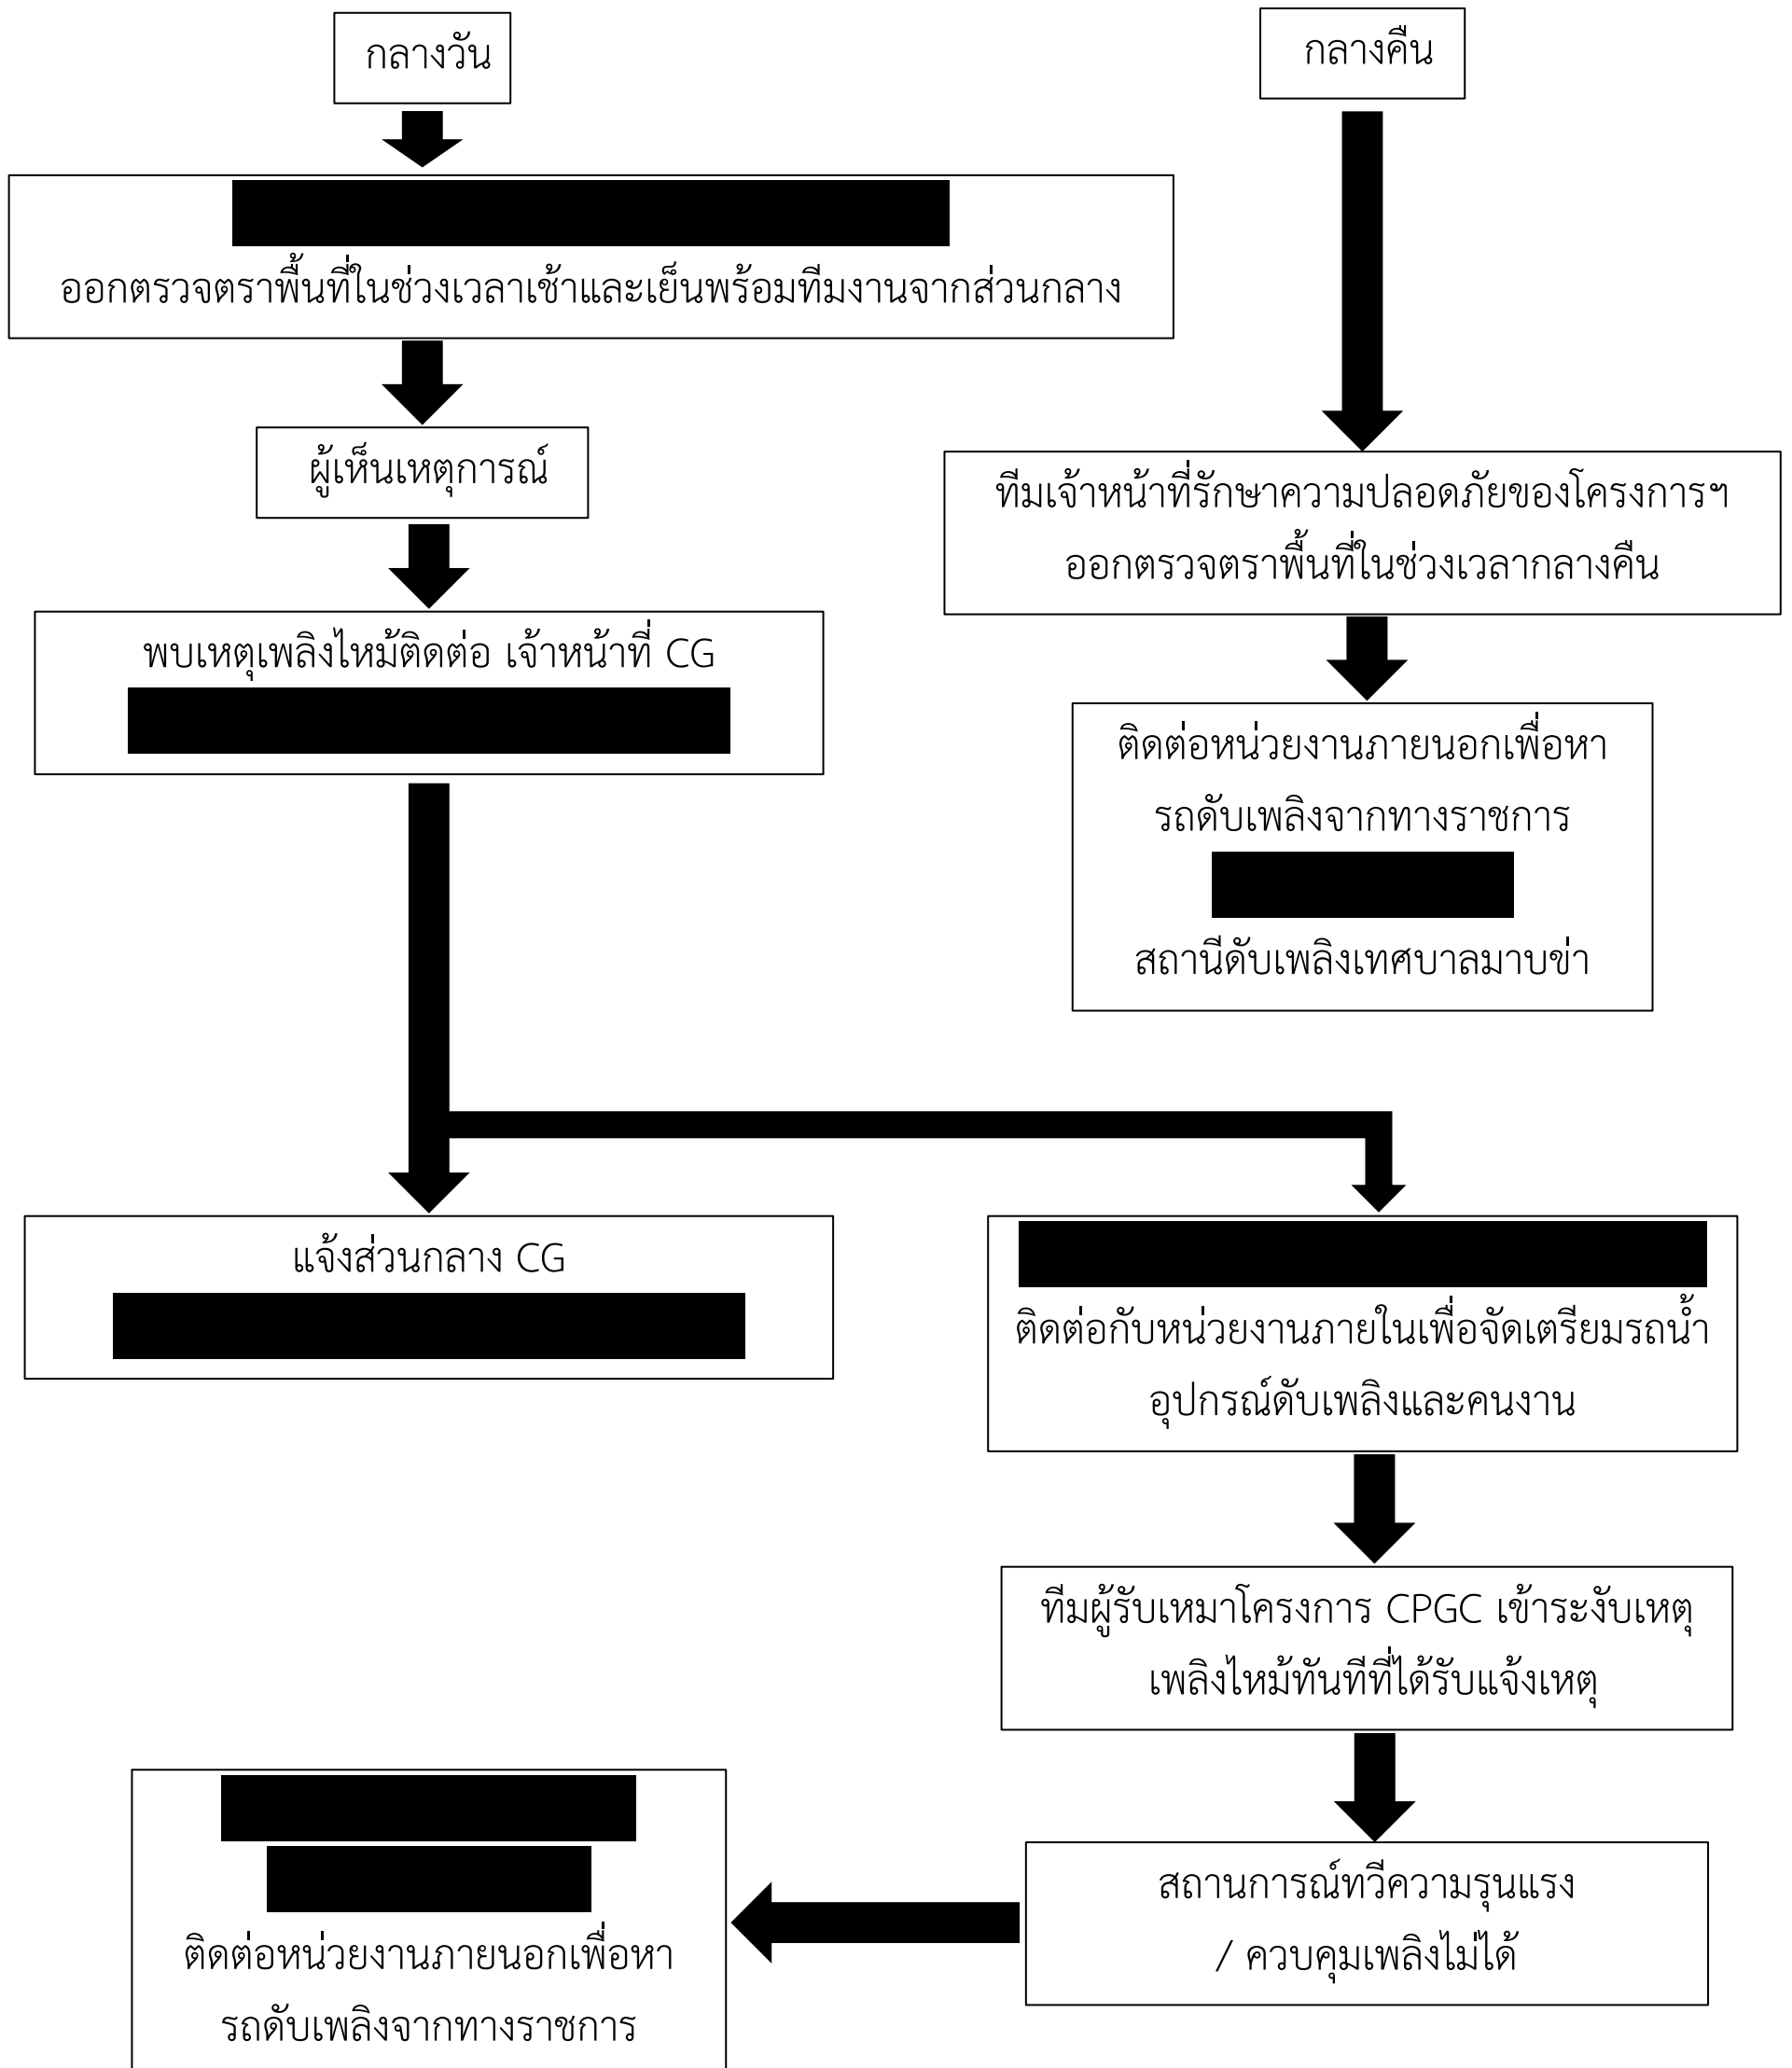 กลางวัน
ออกตรวจตราพื้นที่ในช่วงเวลาเช้าและเย็นพร้อมทีมงานจากส่วนกลาง
ผู้เห็นเหตุการณ์
พบเหตุเพลิงไหม้ติดต่อ เจ้าหน้าที่ CG
กลางคืน
ทีมเจ้าหน้าที่รักษาความปลอดภัยของโครงการฯ
ออกตรวจตราพื้นที่ในช่วงเวลากลางคืน
ติดต่อหน่วยงานภายนอกเพื่อหา
รถดับเพลิงจากทางราชการ
สถานีดับเพลิงเทศบาลมาบข่า
แจ้งส่วนกลาง CG
ติดต่อกับหน่วยงานภายในเพื่อจัดเตรียมรถน้ำ
อุปกรณ์ดับเพลิงและคนงาน
ทีมผู้รับเหมาโครงการ CPGC เข้าระงับเหตุ
เพลิงไหม้ทันทีที่ได้รับแจ้งเหตุ
สถานการณ์ทวีความรุนแรง
/ ควบคุมเพลิงไม่ได้
ติดต่อหน่วยงานภายนอกเพื่อหา
รถดับเพลิงจากทางราชการ